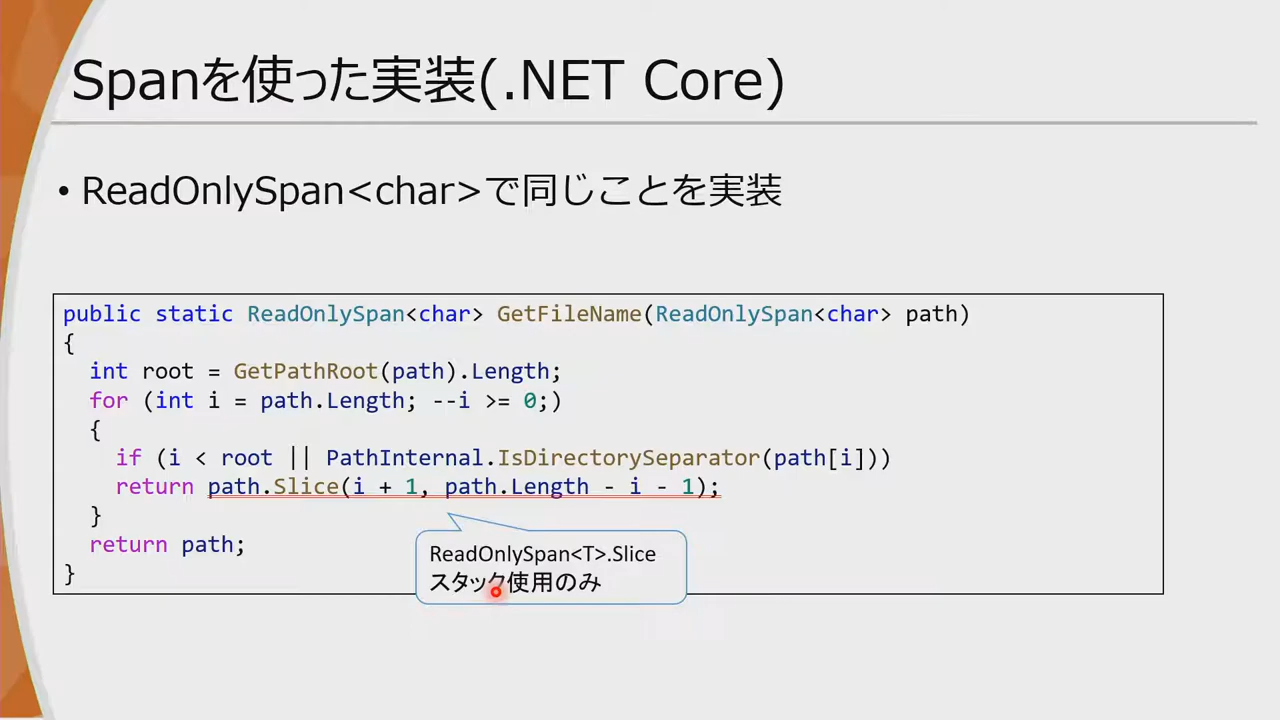 Spanを使った実装(.NET Core)
• ReadOnlySpan<char>で同じことを実装
public static ReadOnlySpan<char> GetFileName(ReadOnlySpan<char> path)
{
int root = GetPathRoot(path).Length;
for (int i = path.Length; --i >= 0;)
{
if (i < root || PathInternal.IsDirectorySeparator(path[i]))
return path.Slice(i + 1, path.Length - i - 1);
}
return path;
}
ReadOnlySpan<T>.Slice
スタック使用のみ